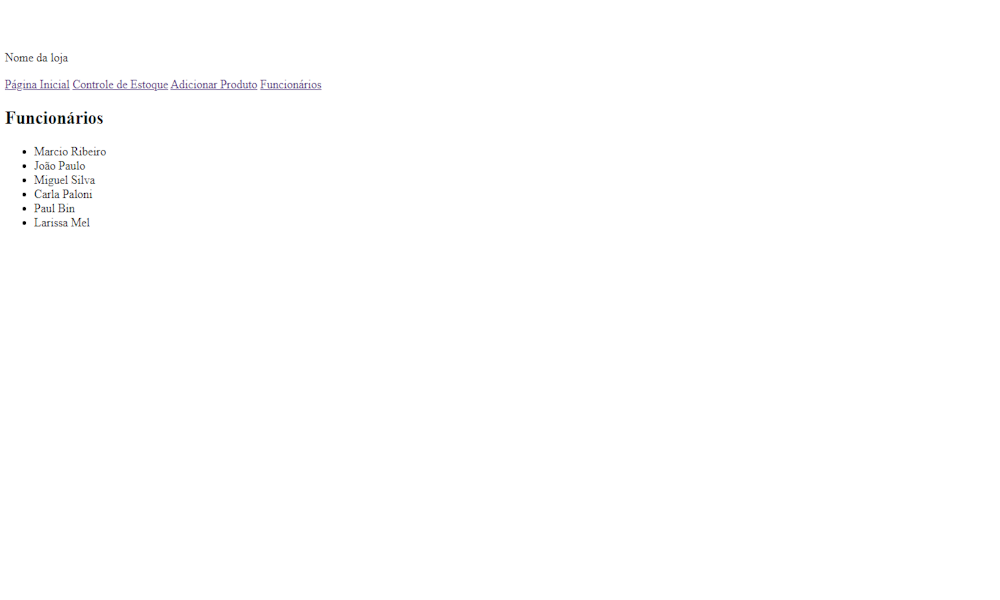 Nome da loja
Página Inicial Controle de Estoque Adicionar Produto Funcionários
Funcionários
Marcio Ribeiro
João Paulo
Miguel Silva
Carla Paloni
Paul Bin
Larissa Mel